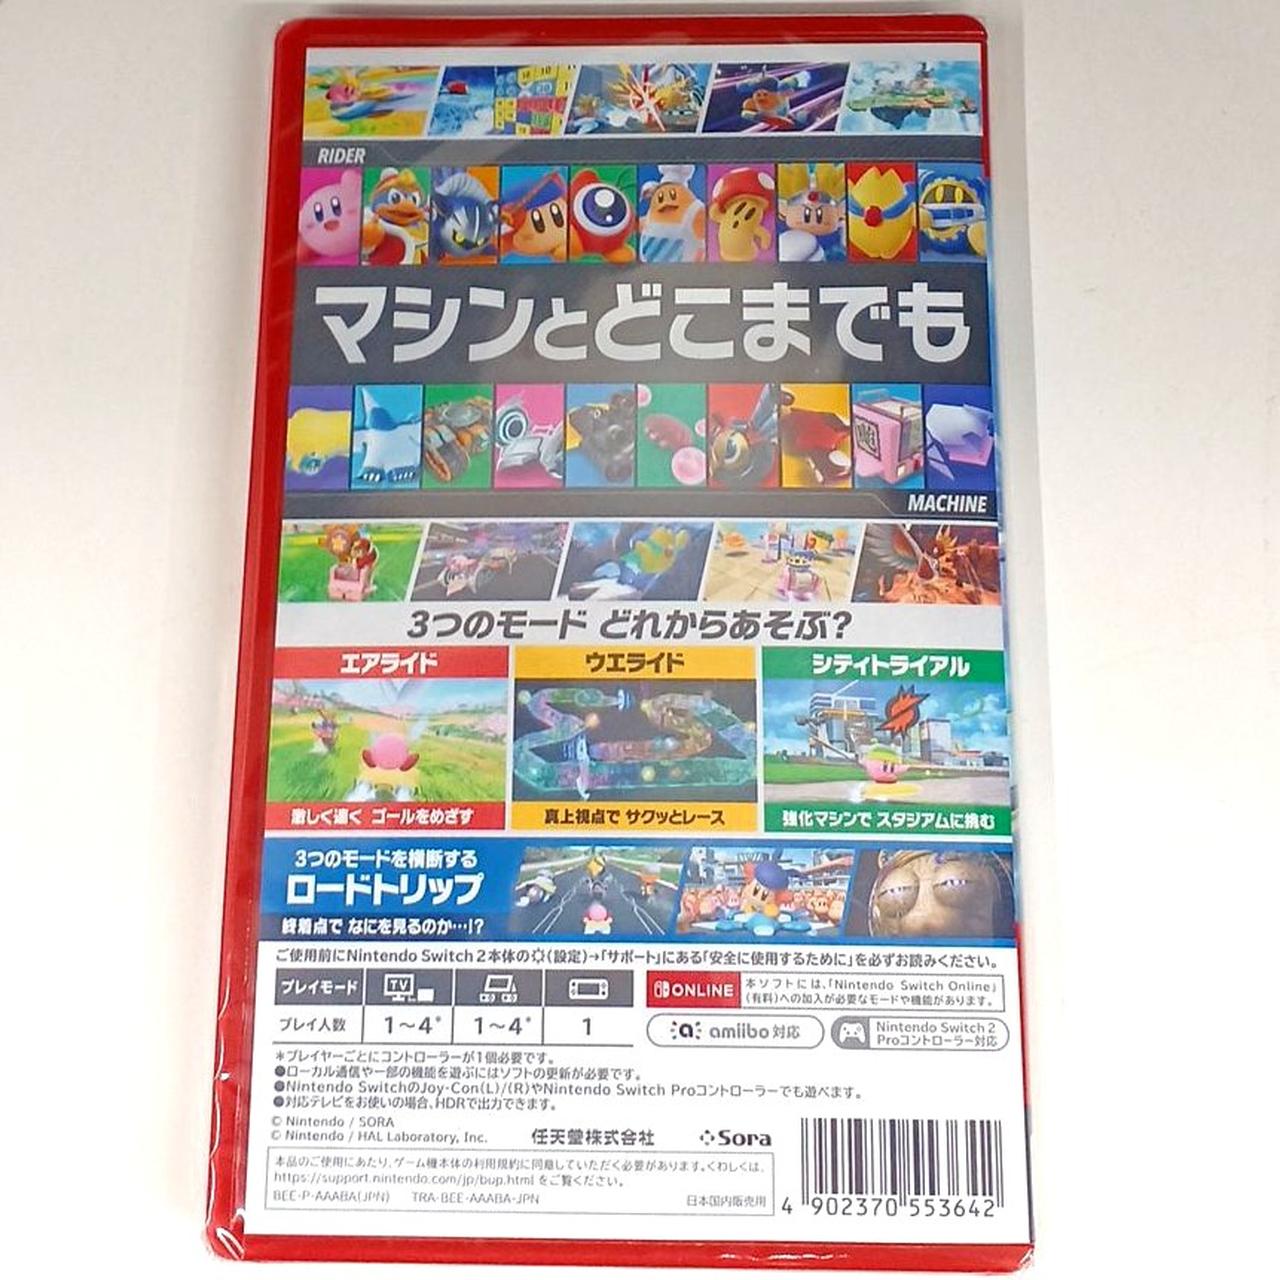 RIDER
マシンとどこまでも
MACHINE
3つのモード どれからあそぶ?
エアライド
ウエライド
シティトライアル
激しく速く ゴールをめざす
真上視点で サクッとレース
強化マシンで スタジアムに挑む
3つのモードを横断する
ロードトリップ
終着点で なにを見るのか…!?
ご使用前にNintendo Switch 2本体の(設定)→「サポート」にある「安全に使用するために」を必ずお読みください。
プレイモード
TV
プレイ人数
1～4*
1～4*
1
ONLINE
本ソフトには、「Nintendo Switch Online」
(有料)への加入が必要なモードや機能があります。
amiibo 対応
Nintendo Switch 2
Proコントローラー対応
*プレイヤーごとにコントローラーが1個必要です。
●ローカル通信や一部の機能を遊ぶにはソフトの更新が必要です。
●Nintendo SwitchのJoy-Con(L)/(R)やNintendo Switch Proコントローラーでも遊べます。
●対応テレビをお使いの場合、HDRで出力できます。
© Nintendo / SORA
© Nintendo / HAL Laboratory, Inc.
任天堂株式会社
Sora
本品のご使用にあたり、ゲーム機本体の利用規約に同意していただく必要があります。くわしくは、
https://support.nintendo.com/jp/bup.html をご覧ください。
BEE-P-AAABA(JPN) TRA-BEE-AAABA-JPN
日本国内販売用
4 902370 553642